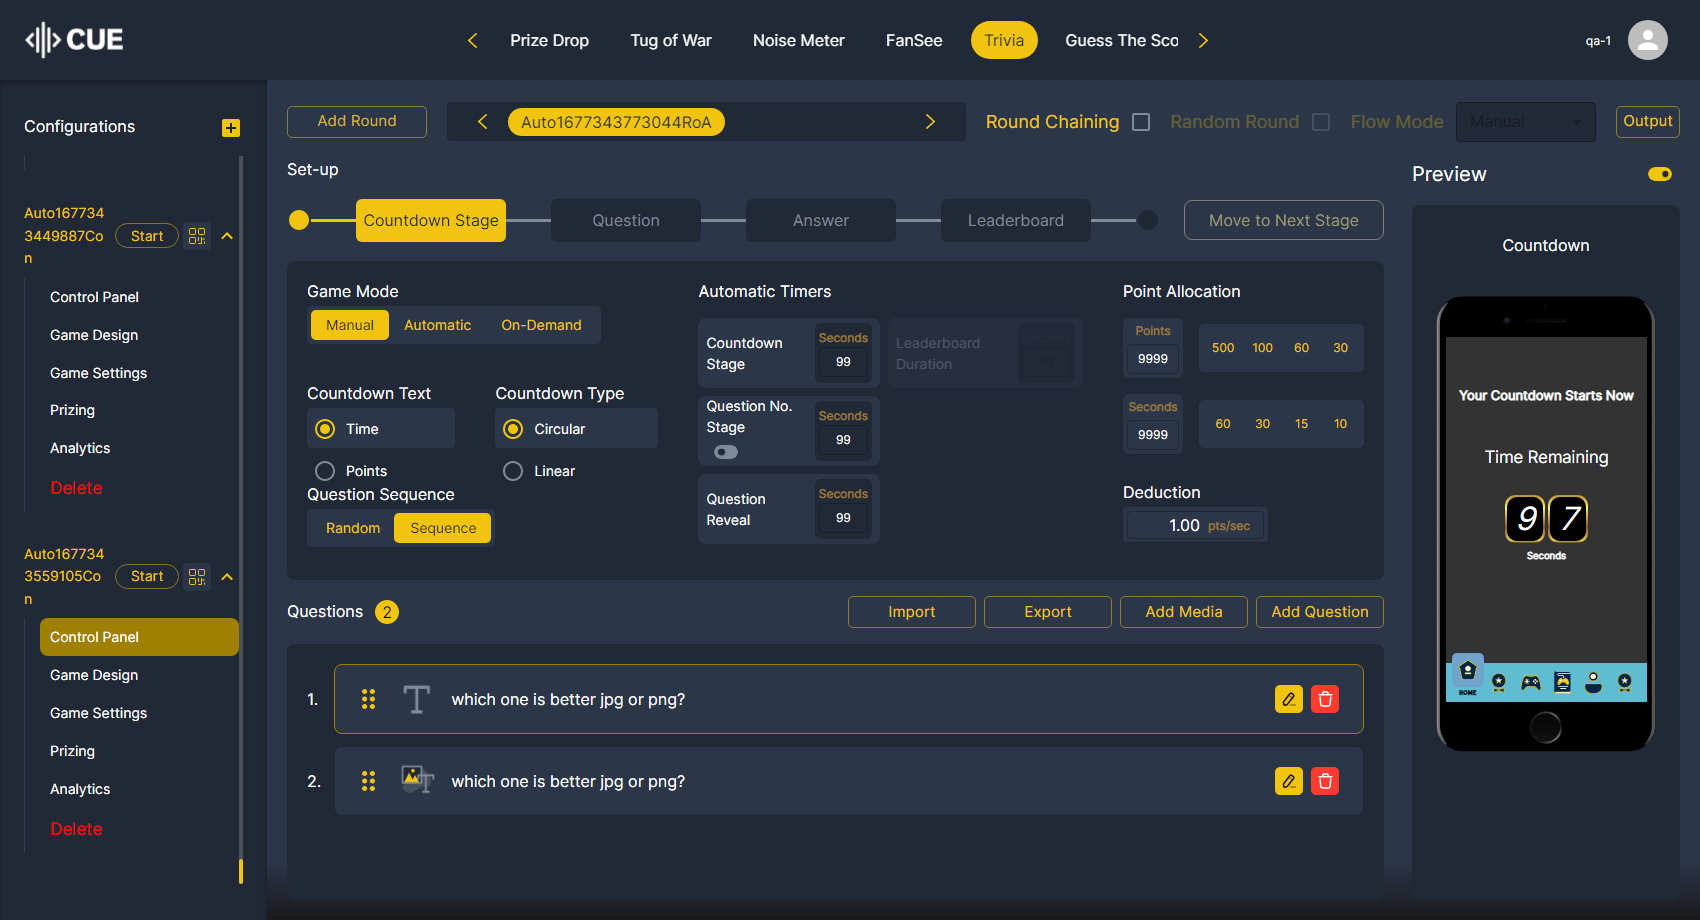 CUE
Prize Drop
Tug of War
Noise Meter
FanSee
Trivia
Guess The Sco
qa-1
Configurations
Auto167734
3449887Co
n
Start
Control Panel
Game Design
Game Settings
Prizing
Analytics
Delete
Auto167734
3559105Co
n
Start
Control Panel
Game Design
Game Settings
Prizing
Analytics
Delete
Add Round
Auto1677343773044RoA
Round Chaining
Random Round
Flow Mode
Manual
Output
Set-up
Countdown Stage
Question
Answer
Leaderboard
Move to Next Stage
Game Mode
Manual
Automatic
On-Demand
Countdown Text
Time
Points
Countdown Type
Circular
Linear
Question Sequence
Random
Sequence
Automatic Timers
Countdown
Stage
Seconds
99
Leaderboard
Duration
Seconds
Question No.
Stage
Seconds
99
Question
Reveal
Seconds
99
Point Allocation
Points
9999
500 100 60 30
Seconds
9999
60 30 15 10
Deduction
1.00 pts/sec
Questions 2
Import
Export
Add Media
Add Question
1. which one is better jpg or png?
2. which one is better jpg or png?
Preview
Countdown
Your Countdown Starts Now
Time Remaining
97
Seconds
HOME